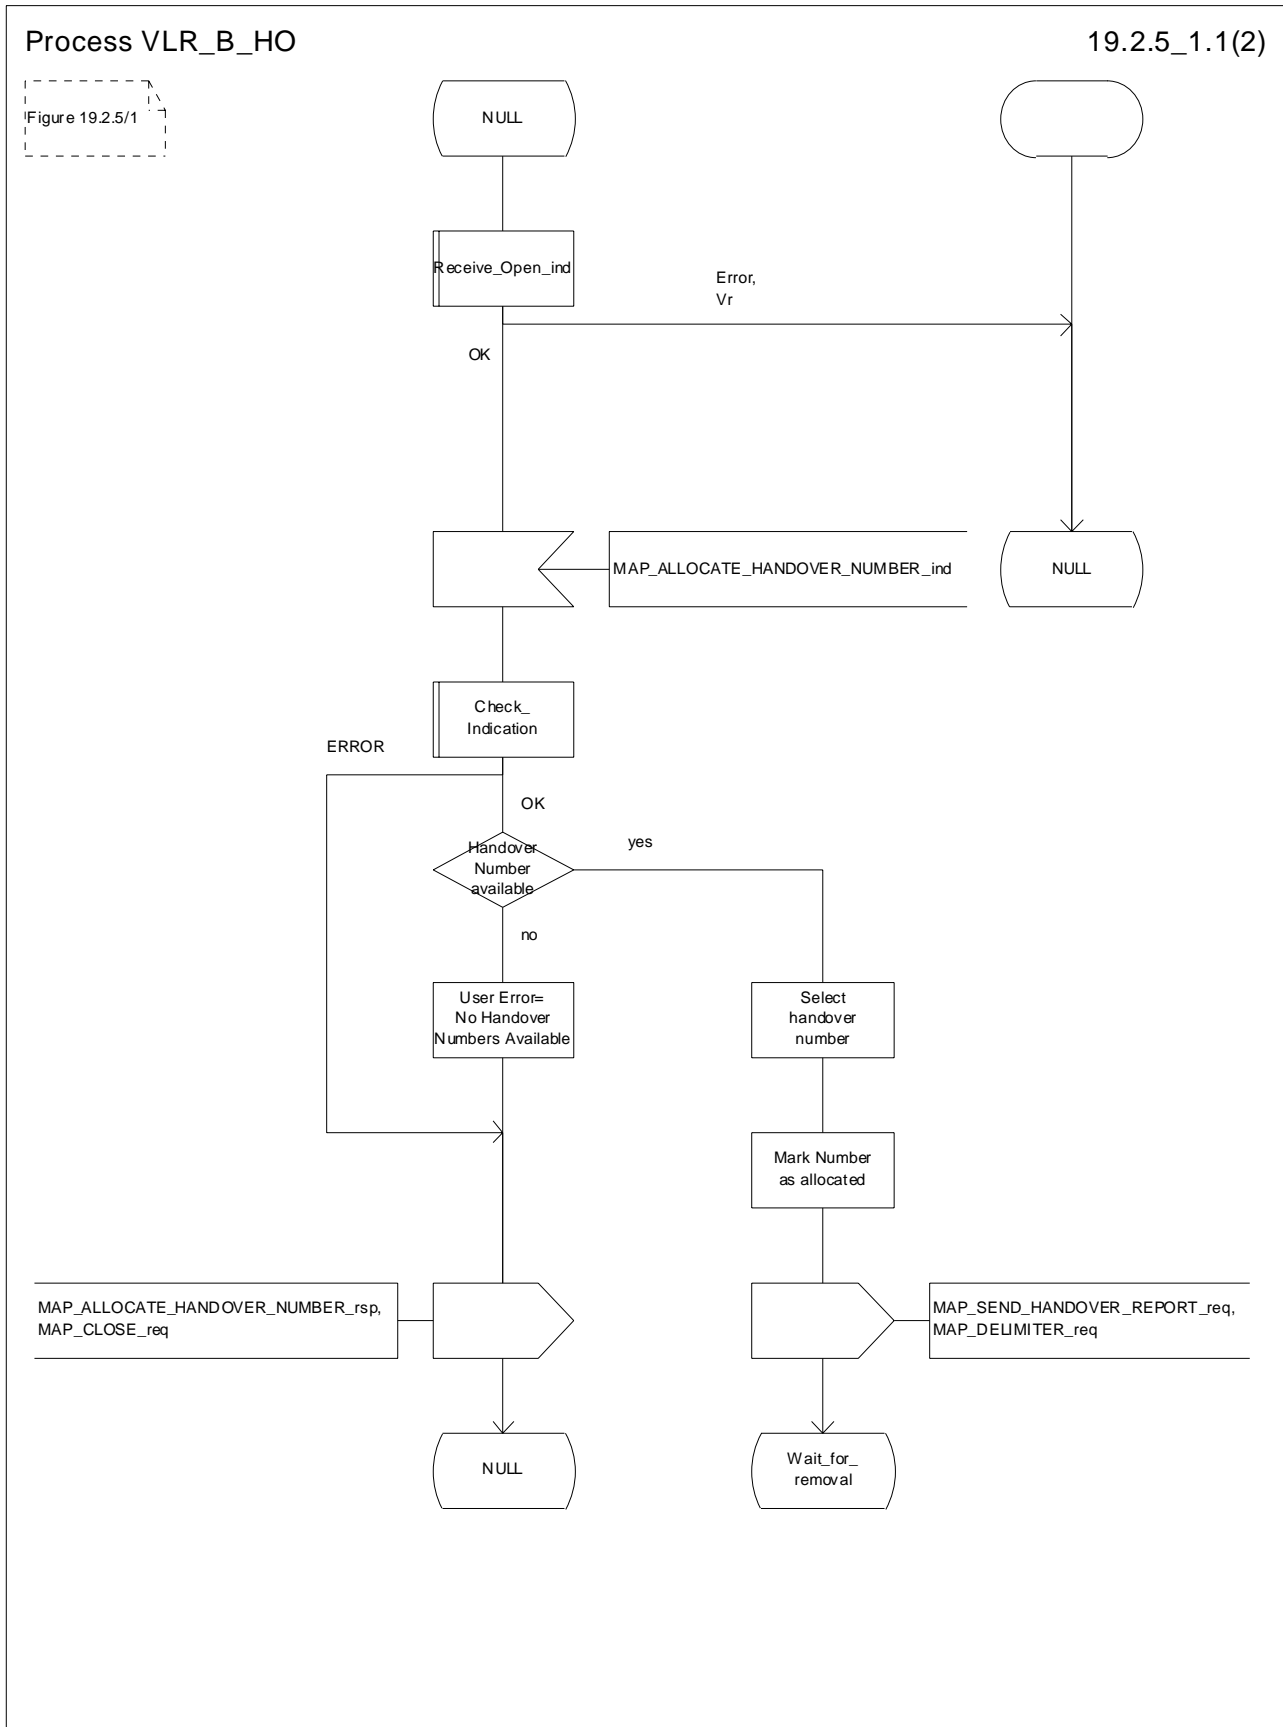 Process VLR_B_HO
19.2.5_1.1(2)
Figure 19.2.5/1
NULL
Receive_Open_ind
Error,
Vr
OK
MAP_ALLOCATE_HANDOVER_NUMBER_ind
NULL
Check_
Indication
ERROR
OK
Handover
Number
available
yes
no
User Error=
No Handover
Numbers Available
Select
handover
number
Mark Number
as allocated
MAP_ALLOCATE_HANDOVER_NUMBER_rsp,
MAP_CLOSE_req
MAP_SEND_HANDOVER_REPORT_req,
MAP_DELIMITER_req
NULL
Wait_for_
removal